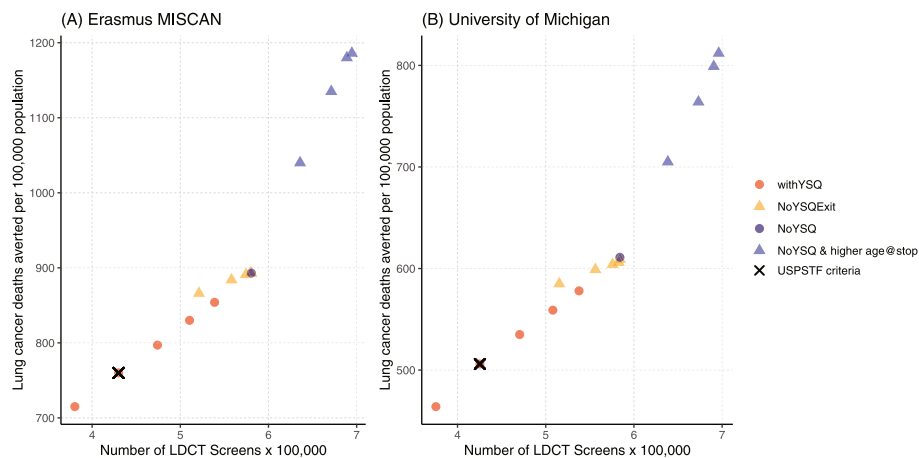 (A) Erasmus MISCAN
Lung cancer deaths averted per 100,000 population
1200
1100
1000
900
800
700
4 5 6 7
Number of LDCT Screens x 100,000
(B) University of Michigan
Lung cancer deaths averted per 100,000 population
800
700
600
500
4 5 6 7
Number of LDCT Screens x 100,000
withYSQ
NoYSQExit
NoYSQ
NoYSQ & higher age@stop
USPSTF criteria